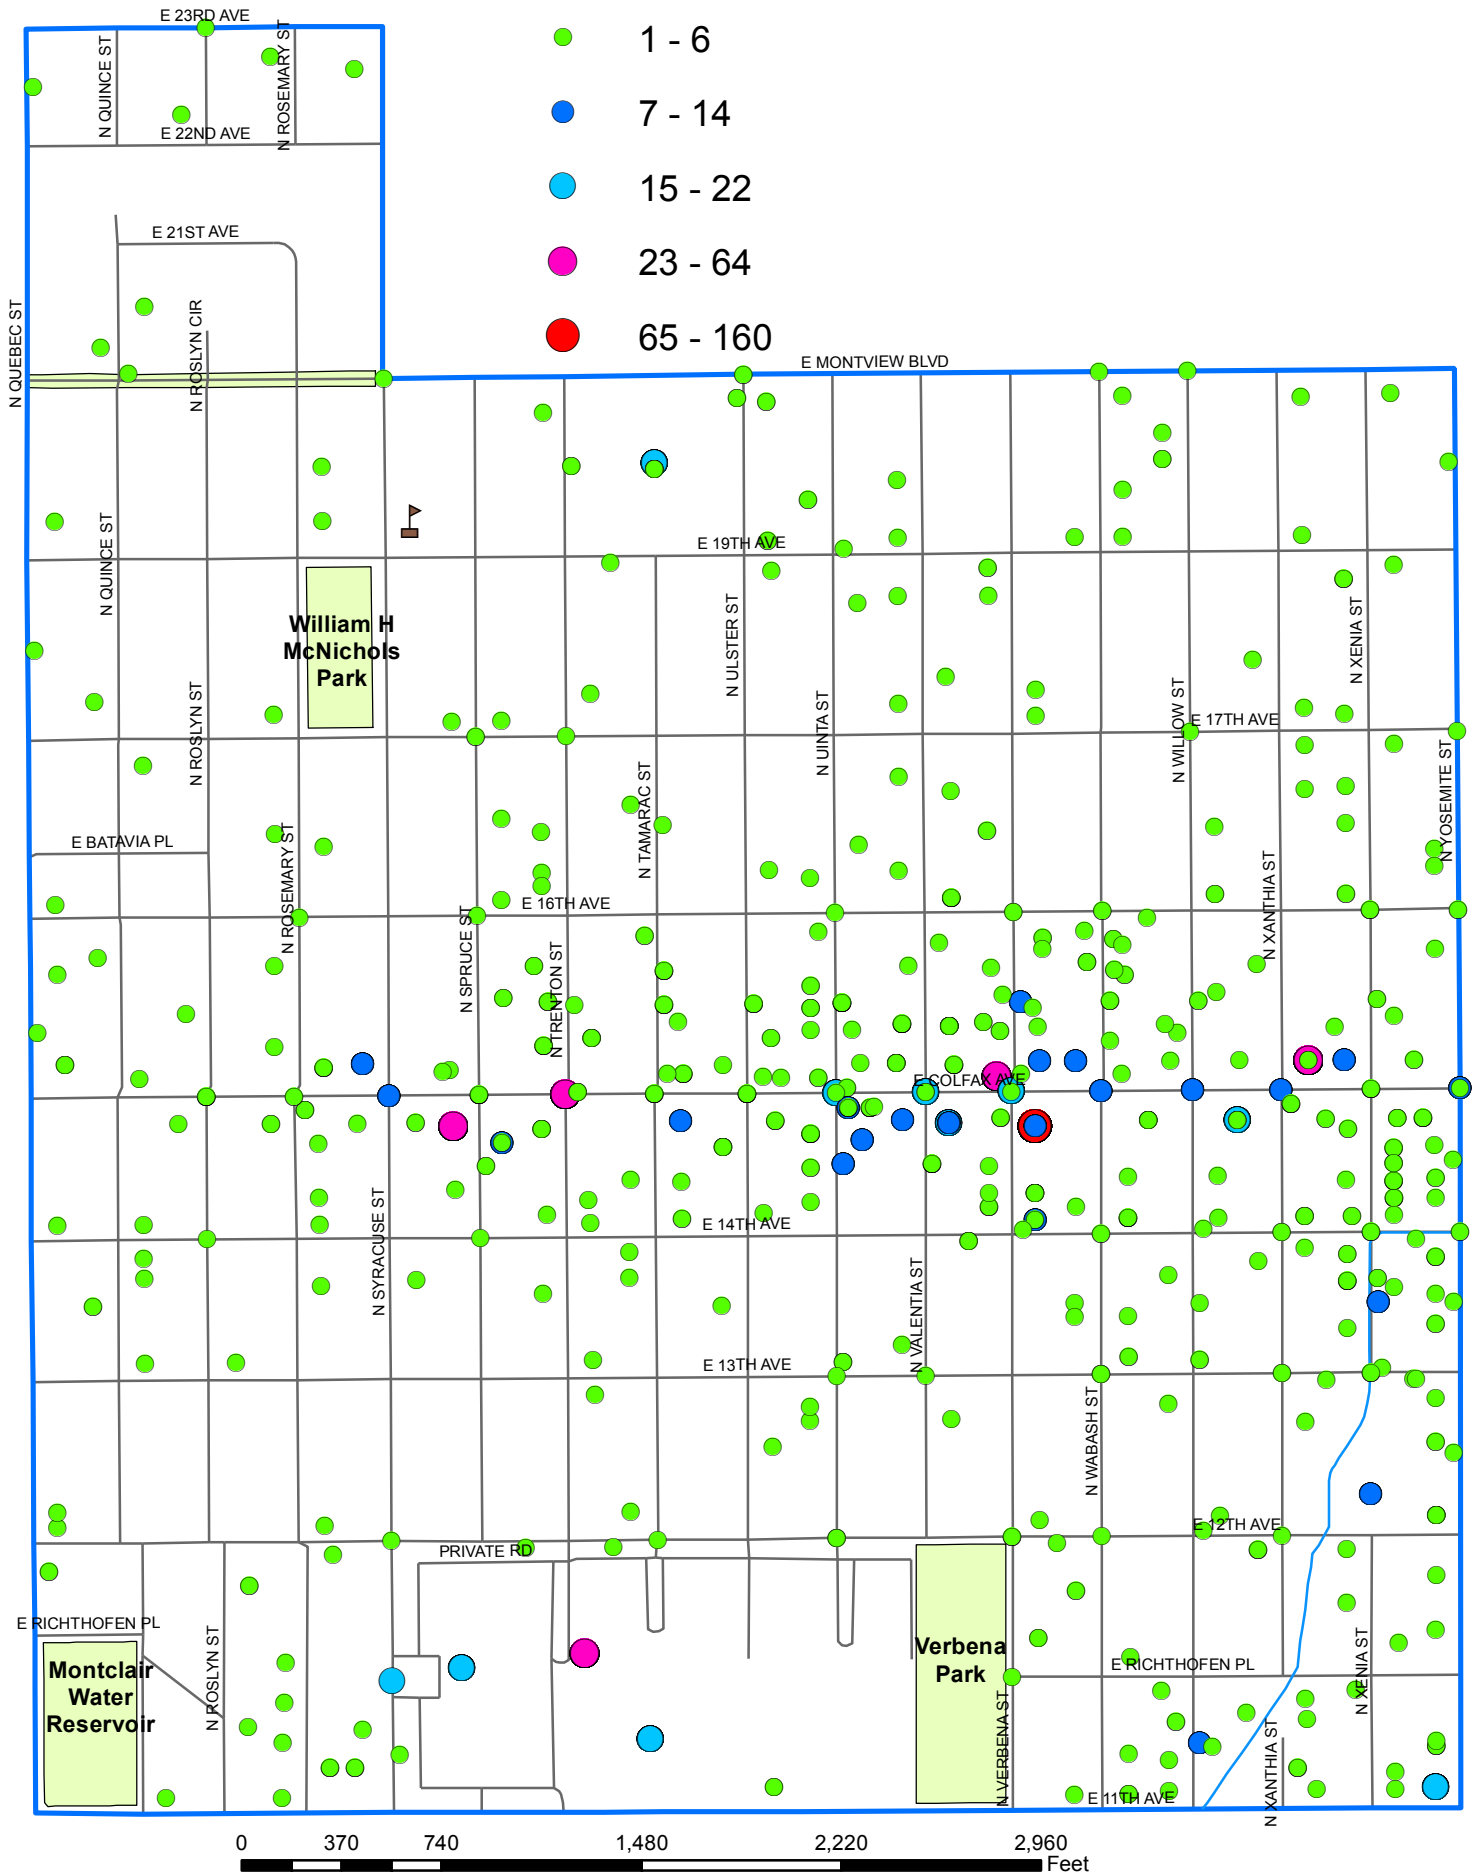 E 23RD AVE
1 - 6
N QUINCE ST
N ROSEMARY ST
7 - 14
E 22ND AVE
15 - 22
E 21ST AVE
23 - 64
N QUEBEC ST
N ROSLYN CIR
65 - 160
E MONTVIEW BLVD
N QUINCE ST
E 19TH AVE
William H
McNichols
Park
N ULSTER ST
N XENIA ST
N ROSLYN ST
N UINTA ST
N WILLOW ST
E 17TH AVE
N TAMARAC ST
N YOSEMITE ST
E BATAVIA PL
N ROSEMARY ST
N XANTHIA ST
E 16TH AVE
N SPRUCE ST
N TRENTON ST
E COLFAX AVE
N SYRACUSE ST
E 14TH AVE
N VALENTIA ST
E 13TH AVE
N WABASH ST
E 12TH AVE
PRIVATE RD
E RICHTHOFEN PL
Montclair
Water
Reservoir
N ROSLYN ST
Verbena
Park
E RICHTHOFEN PL
N XENIA ST
N VERBENA ST
N XANTHIA ST
E 11TH AVE
0 370 740 1,480 2,220 2,960
Feet